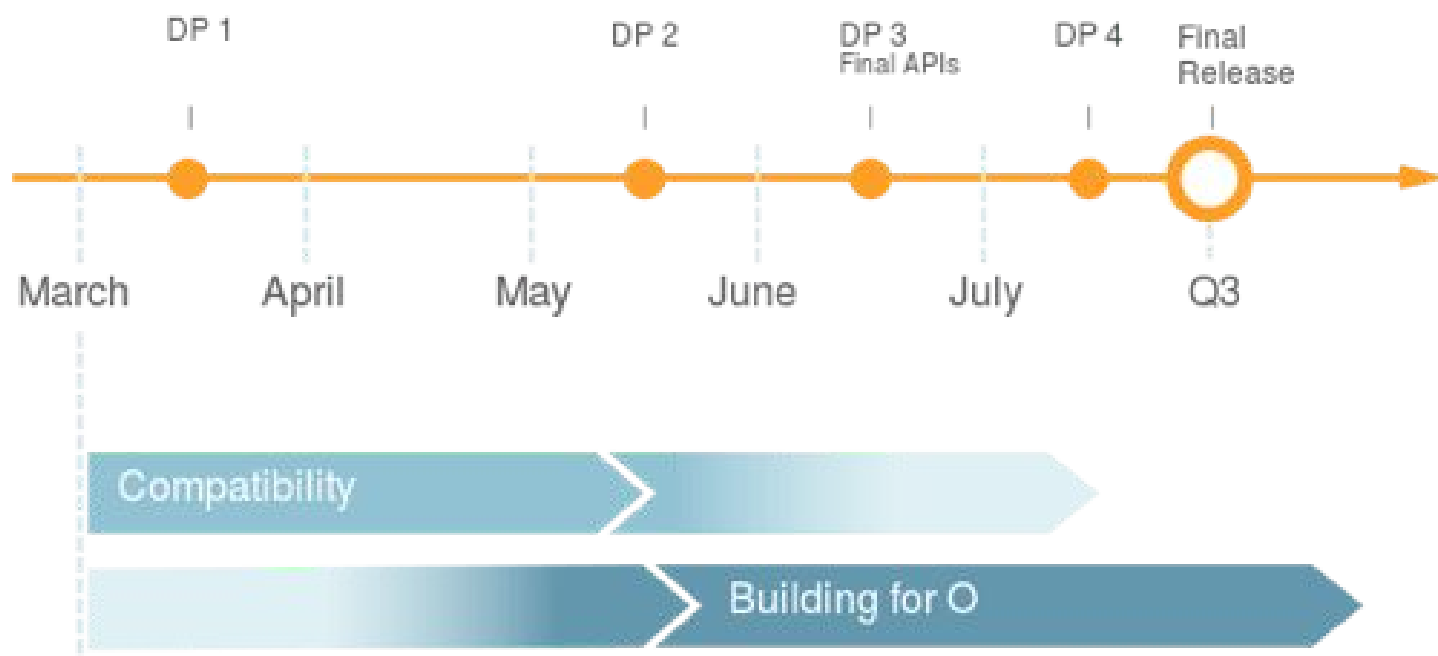 DP 1
DP 2
DP 3
Final APIs
DP 4
Final
Release
March
April
May
June
July
Q3
Compatibility
Building for O